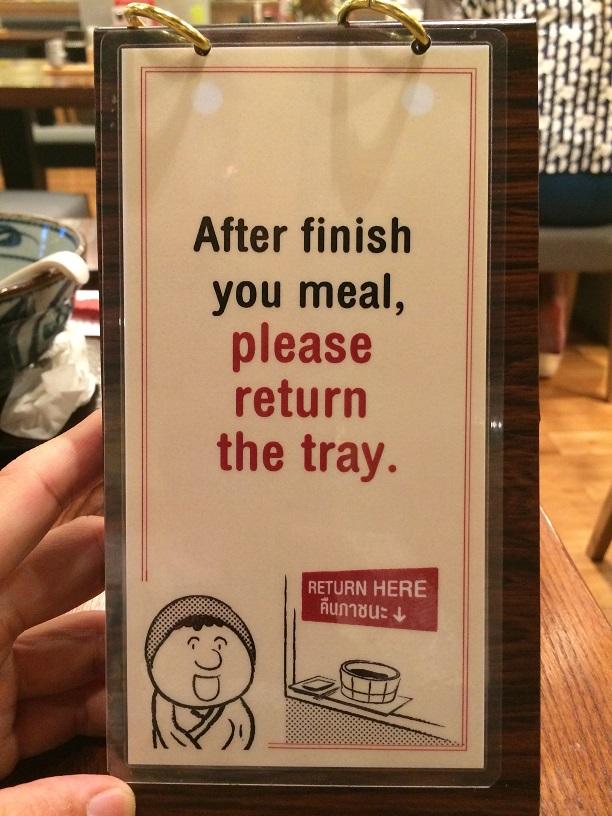 After finish
you meal,
please
return
the tray.
RETURN HERE
คืนภาชนะ ↓